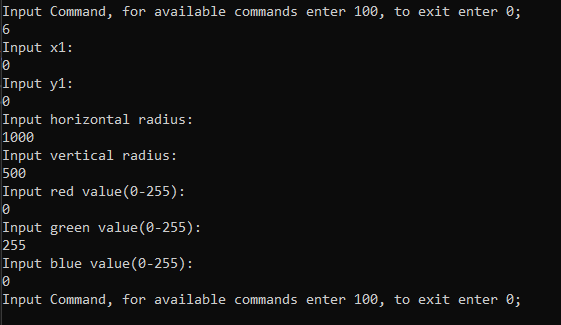 Input Command, for available commands enter 100, to exit enter 0;
6
Input x1:
0
Input y1:
0
Input horizontal radius:
1000
Input vertical radius:
500
Input red value(0-255):
0
Input green value(0-255):
255
Input blue value(0-255):
0
Input Command, for available commands enter 100, to exit enter 0;